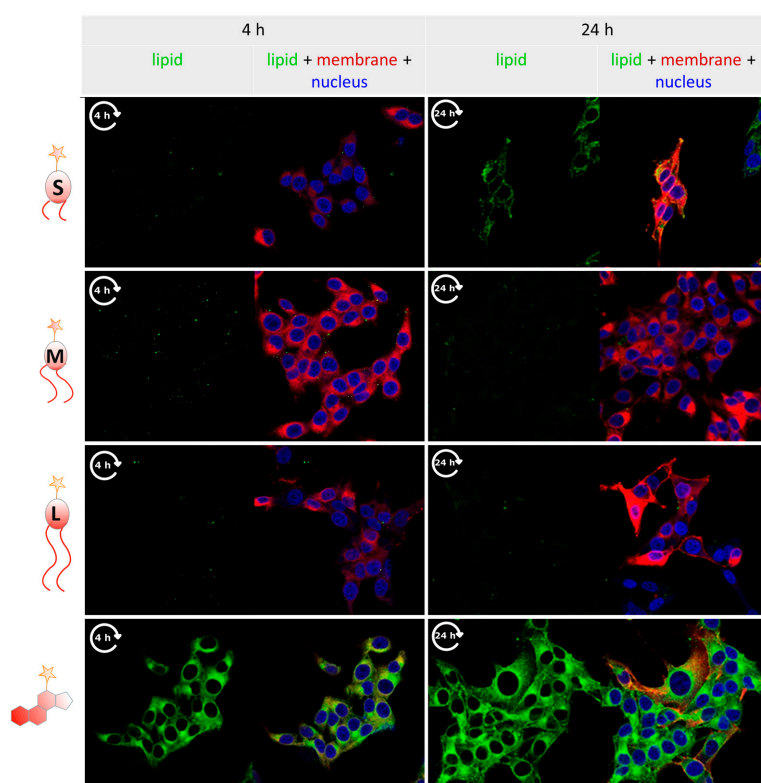 4 h 24 h
lipid lipid + membrane + lipid lipid + membrane +
nucleus nucleus
S 4 h 24 h
M 4 h 24 h
L 4 h 24 h
4 h 24 h